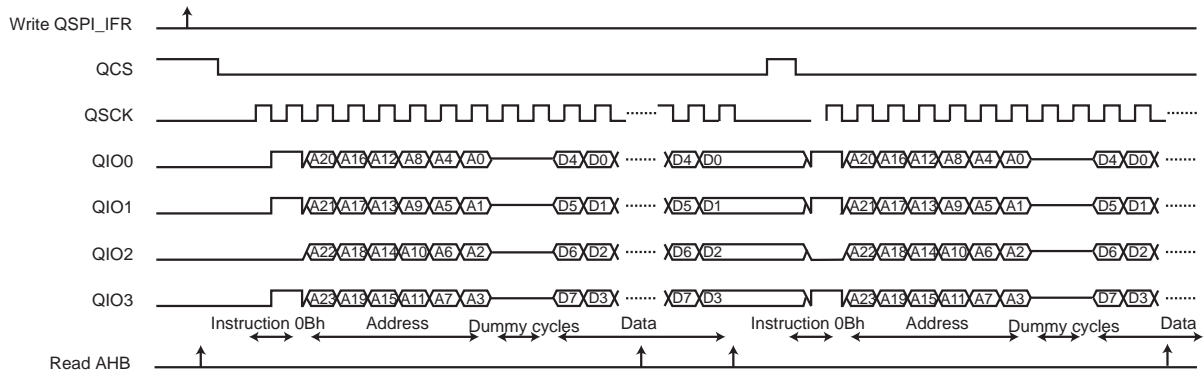 Write QSPI_IFR
QCS
QSCK
QIO0 A20 A16 A12 A8 A4 A0 D4 D0 D4 D0 A20 A16 A12 A8 A4 A0 D4 D0
QIO1 A21 A17 A13 A9 A5 A1 D5 D1 D5 D1 A21 A17 A13 A9 A5 A1 D5 D1
QIO2 A22 A18 A14 A10 A6 A2 D6 D2 D6 D2 A22 A18 A14 A10 A6 A2 D6 D2
QIO3 A23 A19 A15 A11 A7 A3 D7 D3 D7 D3 A23 A19 A15 A11 A7 A3 D7 D3
Instruction 0Bh Address Dummy cycles Data Instruction 0Bh Address Dummy cycles Data
Read AHB